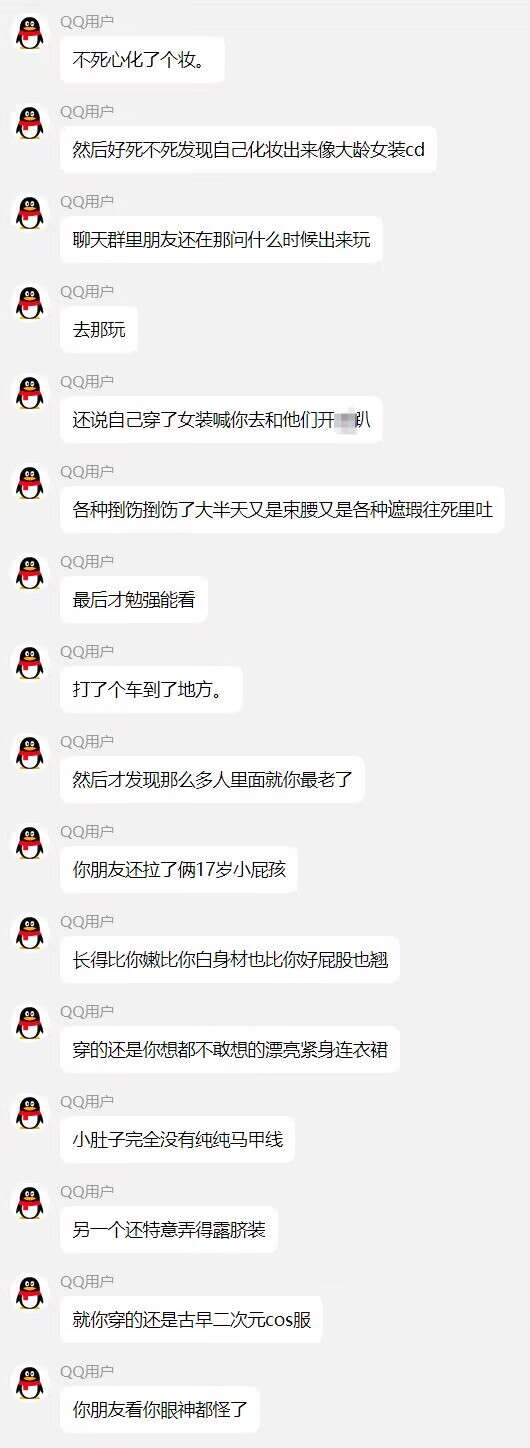 QQ用户
不死心化了个妆。
QQ用户
然后好死不死发现自己化妆出来像大龄女装cd
QQ用户
聊天群里朋友还在那问什么时候出来玩
QQ用户
去那玩
QQ用户
还说自己穿了女装喊你去和他们开趴
QQ用户
各种捯饬捯饬了大半天又是束腰又是各种遮瑕往死里吐
QQ用户
最后才勉强能看
QQ用户
打了个车到了地方。
QQ用户
然后才发现那么多人里面就你最老了
QQ用户
你朋友还拉了俩17岁小屁孩
QQ用户
长得比你嫩比你白身材也比你好屁股也翘
QQ用户
穿的还是你想都不敢想的漂亮紧身连衣裙
QQ用户
小肚子完全没有纯纯马甲线
QQ用户
另一个还特意弄得露脐装
QQ用户
就你穿的还是古早二次元cos服
QQ用户
你朋友看你眼神都怪了